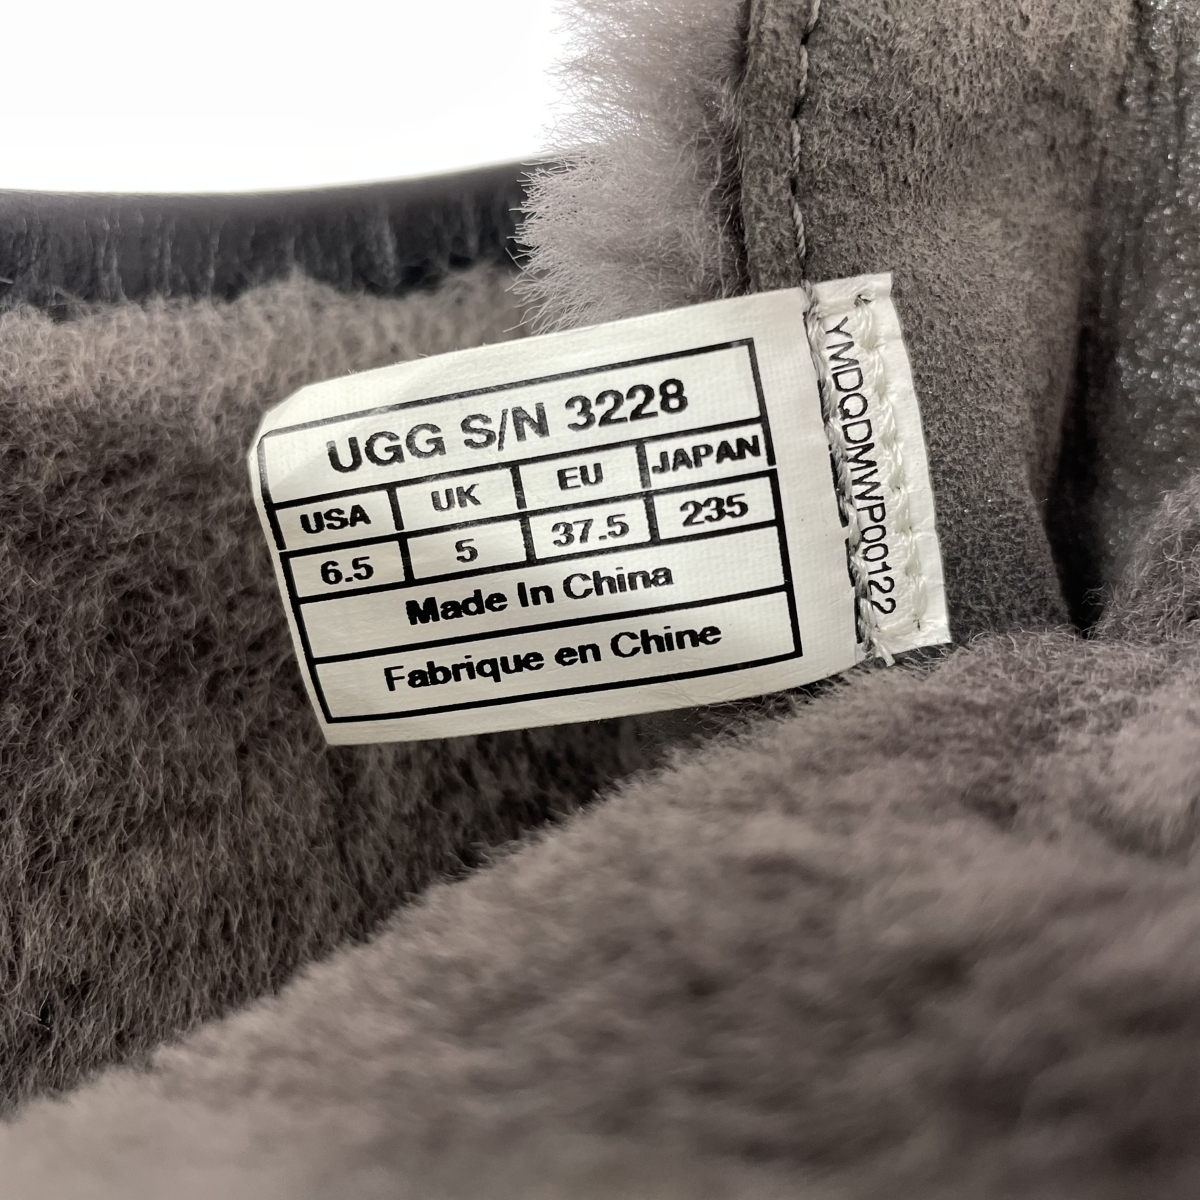 UGG S/N 3228
USA UK EU JAPAN
6.5 5 37.5 235
Made In China
Fabrique en Chine
YMDQDMWP00122